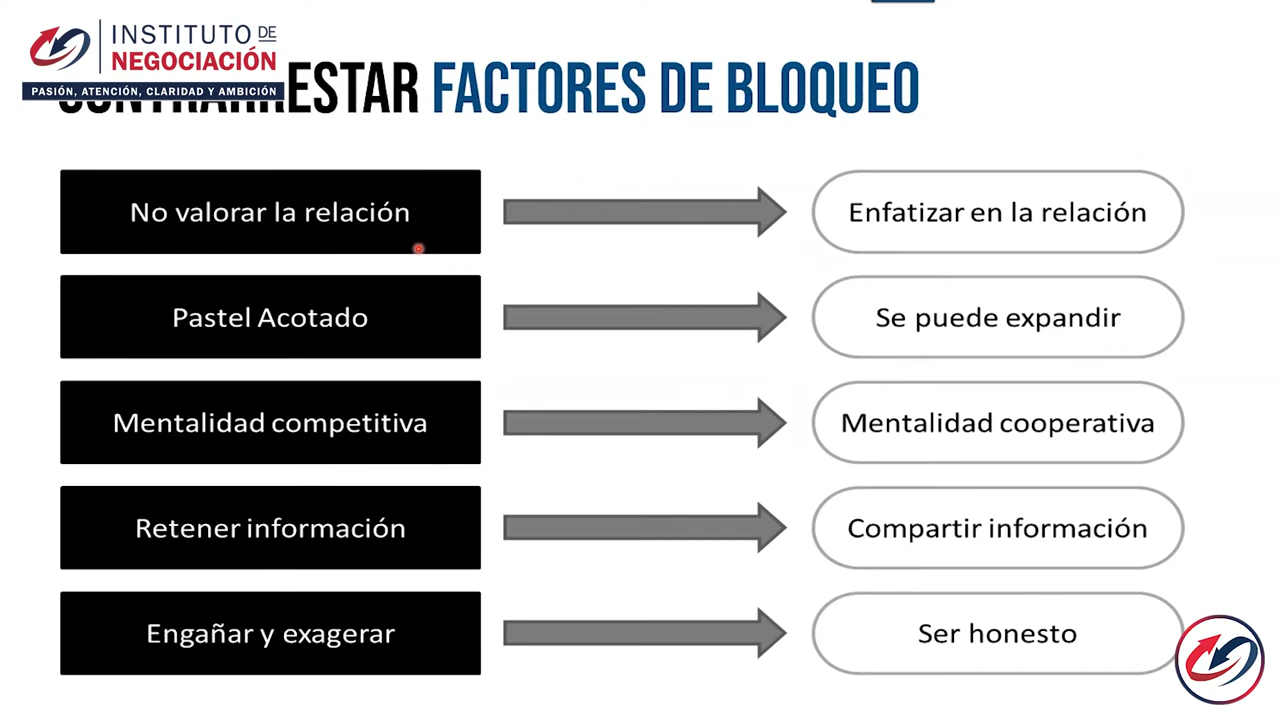 INSTITUTO DE
NEGOCIACIÓN
PASIÓN, ATENCIÓN, CLARIDAD Y AMBICIÓN
CONTRARRESTAR FACTORES DE BLOQUEO
No valorar la relación
Enfatizar en la relación
Pastel Acotado
Se puede expandir
Mentalidad competitiva
Mentalidad cooperativa
Retener información
Compartir información
Engañar y exagerar
Ser honesto